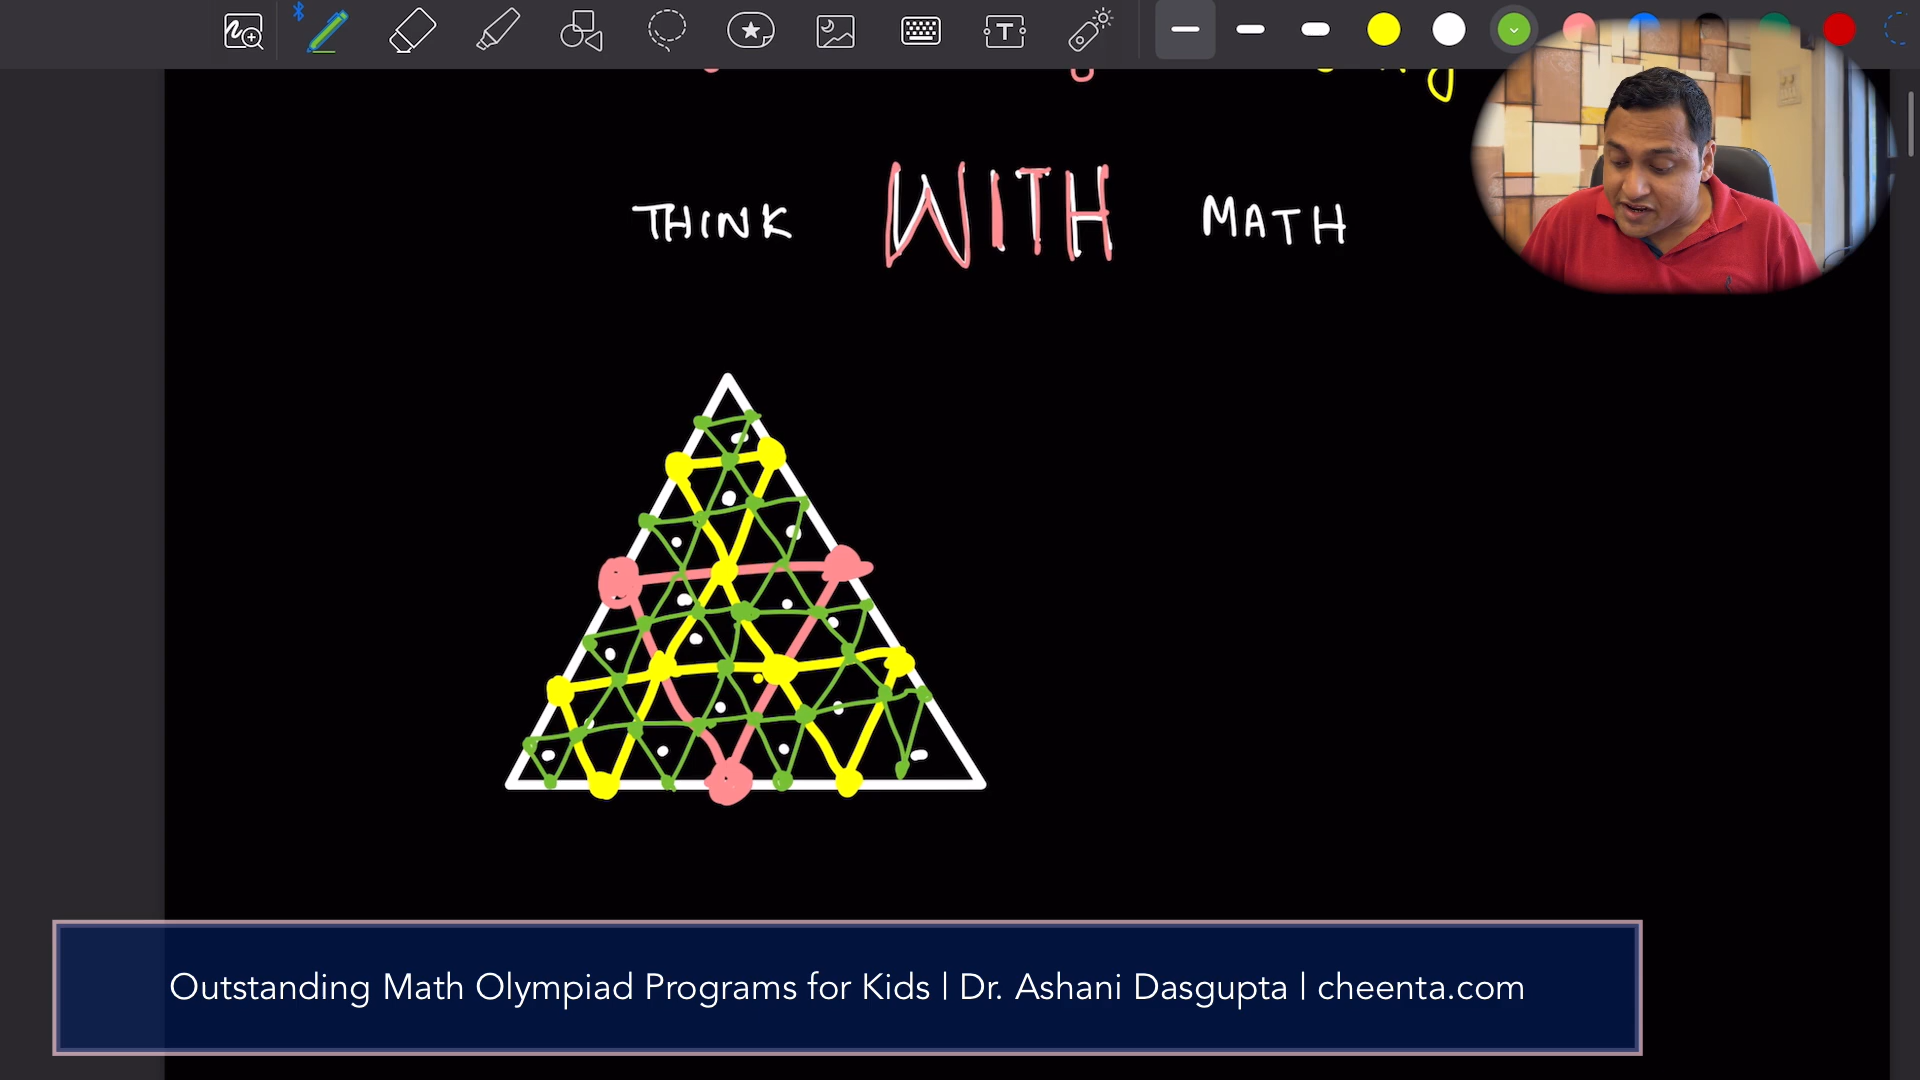 THINK WITH MATH
Outstanding Math Olympiad Programs for Kids | Dr. Ashani Dasgupta | cheenta.com